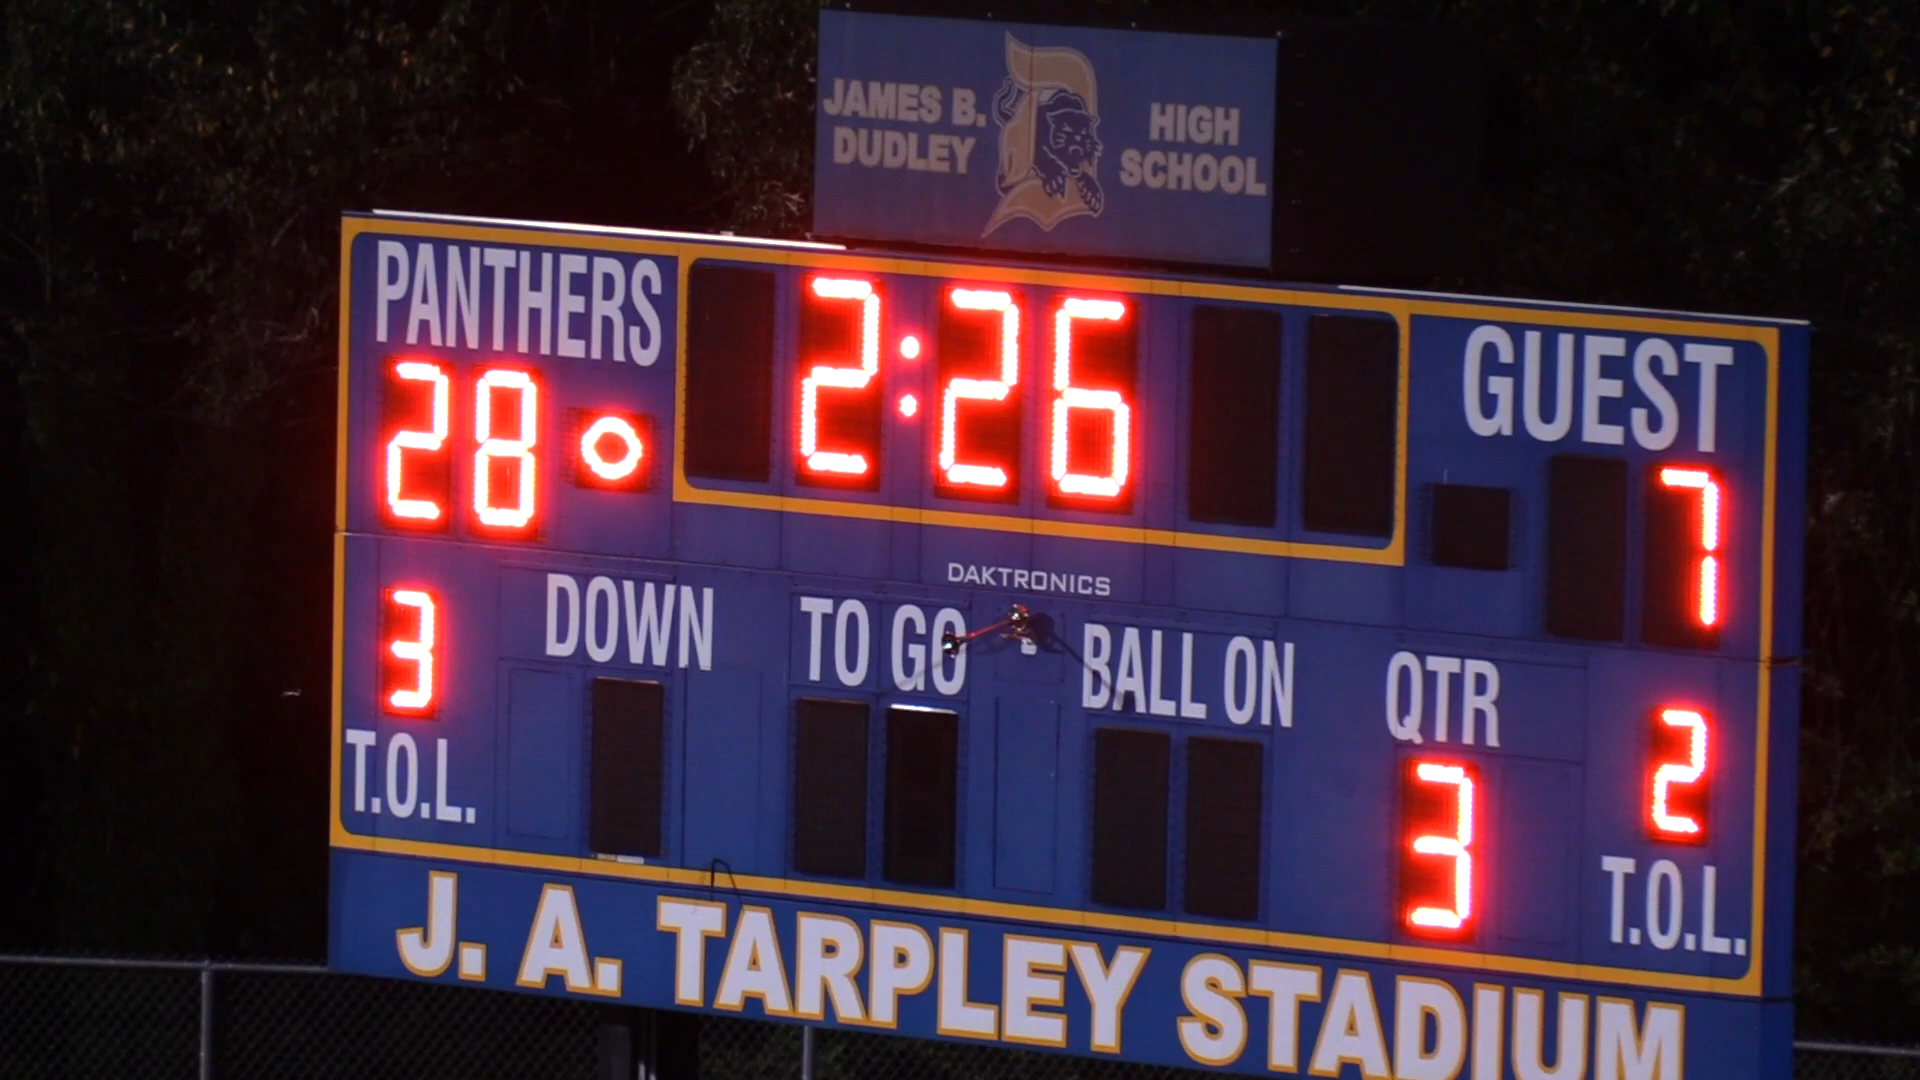 JAMES B.
DUDLEY
D
HIGH
SCHOOL
PANTHERS
2:26
GUEST
28
7
DAKTRONICS
3
DOWN
TO GO
BALL ON
QTR
2
T.O.L.
3
T.O.L.
J. A. TARPLEY STADIUM